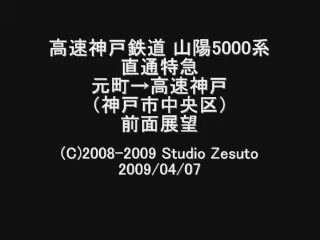 高速神戸鉄道 山陽5000系
直通特急
元町→高速神戸
(神戸市中央区)
前面展望
(C)2008-2009 Studio Zesuto
2009/04/07